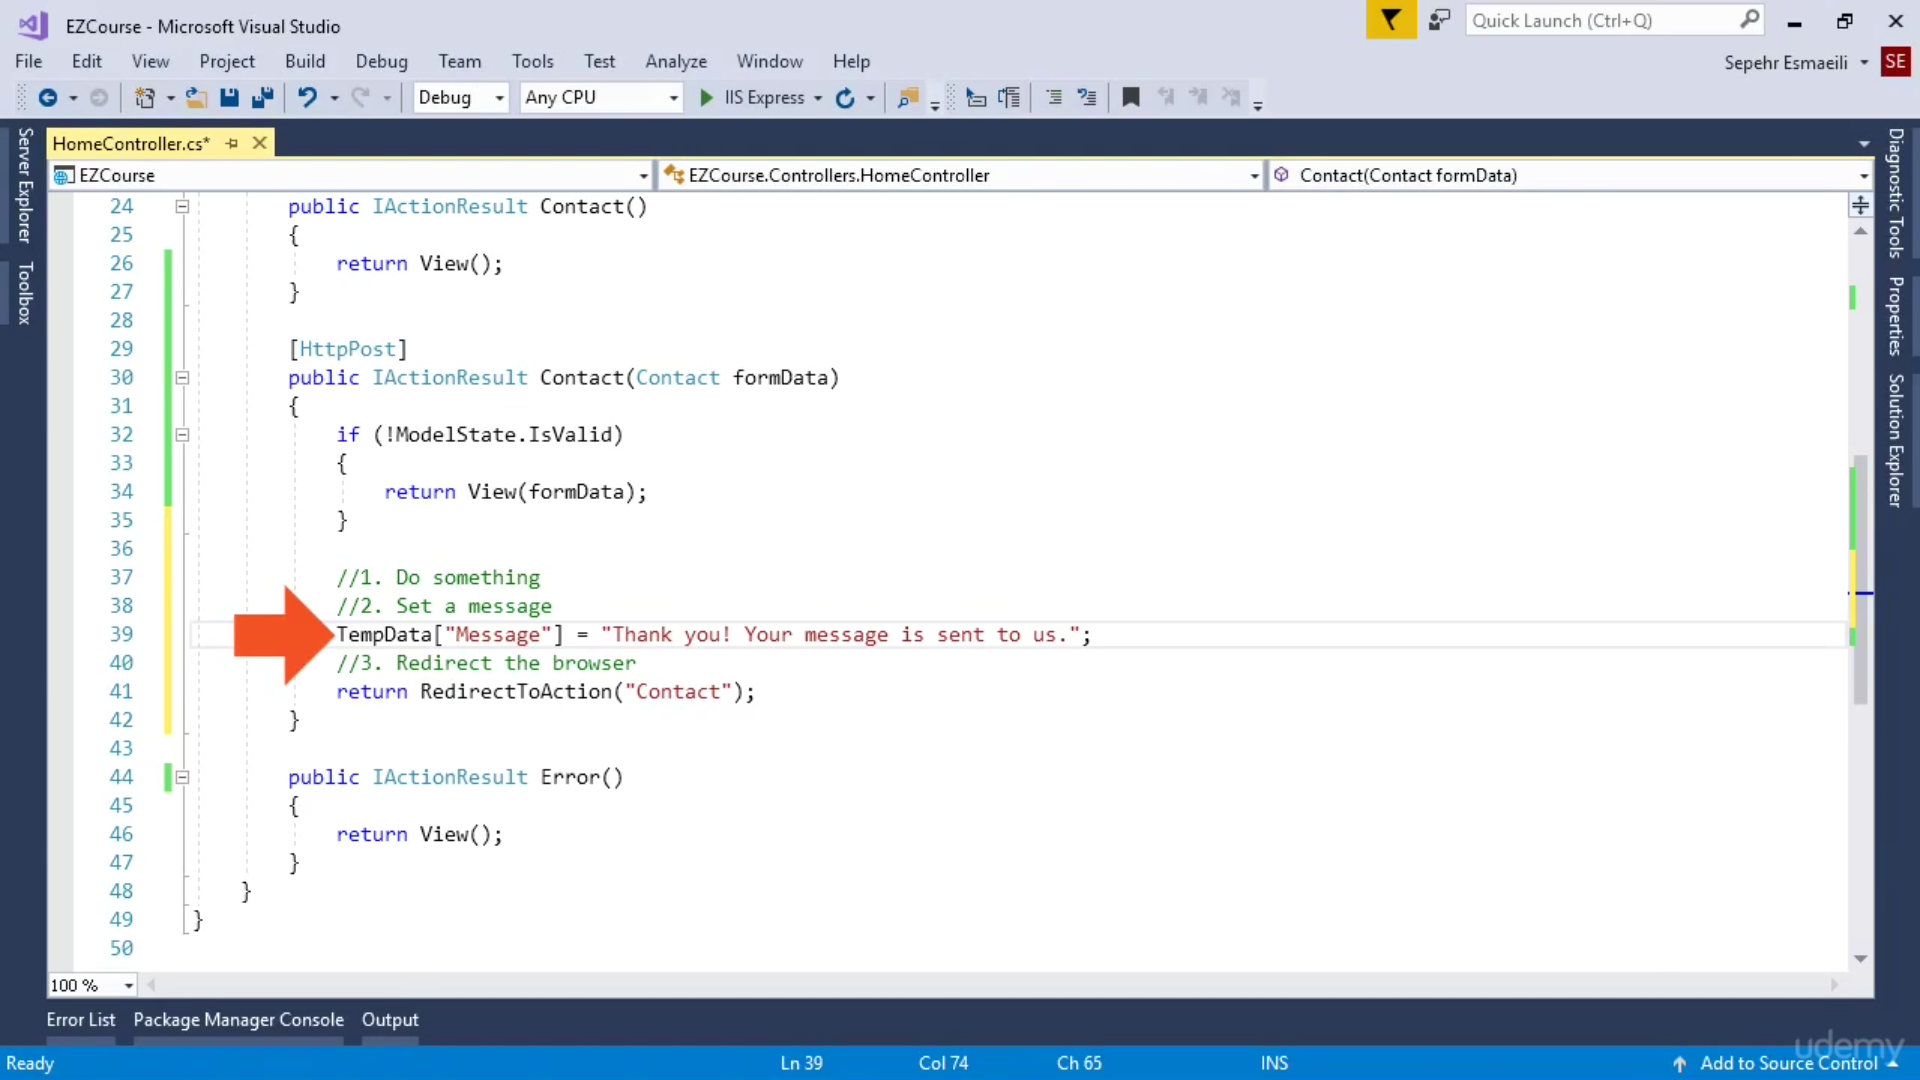 EZCourse - Microsoft Visual Studio
Quick Launch (Ctrl+Q)
File Edit View Project Build Debug Team Tools Test Analyze Window Help
Sepehr Esmaeili SE
Debug Any CPU IIS Express
HomeController.cs*
EZCourse EZCourse.Controllers.HomeController Contact(Contact formData)
Server Explorer
Toolbox
Diagnostic Tools
Properties
Solution Explorer
24 public IActionResult Contact()
25 {
26 return View();
27 }
28
29 [HttpPost]
30 public IActionResult Contact(Contact formData)
31 {
32 if (!ModelState.IsValid)
33 {
34 return View(formData);
35 }
36
37 //1. Do something
38 //2. Set a message
39 TempData["Message"] = "Thank you! Your message is sent to us.";
40 //3. Redirect the browser
41 return RedirectToAction("Contact");
42 }
43
44 public IActionResult Error()
45 {
46 return View();
47 }
48 }
49 }
50
100 %
Error List Package Manager Console Output
udemy
Ready Ln 39 Col 74 Ch 65 INS Add to Source Control